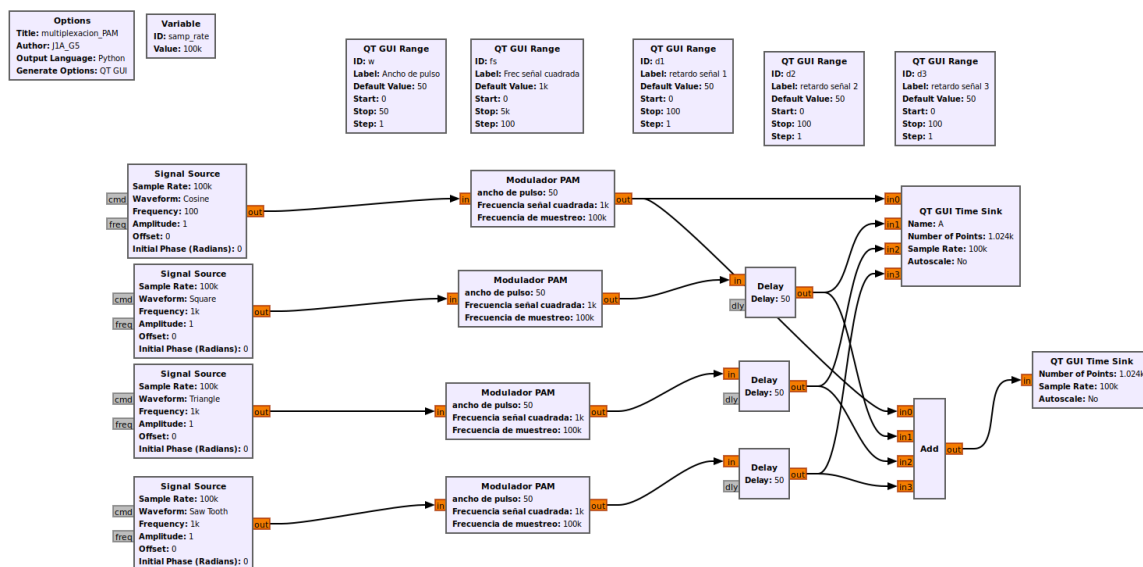 Options
Title: multiplexacion_PAM
Author: J1A_G5
Output Language: Python
Generate Options: QT GUI
Variable
ID: samp_rate
Value: 100k
QT GUI Range
ID: w
Label: Ancho de pulso
Default Value: 50
Start: 0
Stop: 50
Step: 1
QT GUI Range
ID: fs
Label: Frec señal cuadrada
Default Value: 1k
Start: 0
Stop: 5k
Step: 100
QT GUI Range
ID: d1
Label: retardo señal 1
Default Value: 50
Start: 0
Stop: 100
Step: 1
QT GUI Range
ID: d2
Label: retardo señal 2
Default Value: 50
Start: 0
Stop: 100
Step: 1
QT GUI Range
ID: d3
Label: retardo señal 3
Default Value: 50
Start: 0
Stop: 100
Step: 1
cmd
freq
Signal Source
Sample Rate: 100k
Waveform: Cosine
Frequency: 100
Amplitude: 1
Offset: 0
Initial Phase (Radians): 0
out
in
Modulador PAM
ancho de pulso: 50
Frecuencia señal cuadrada: 1k
Frecuencia de muestreo: 100k
out
in0
in1
in2
in3
QT GUI Time Sink
Name: A
Number of Points: 1.024k
Sample Rate: 100k
Autoscale: No
cmd
freq
Signal Source
Sample Rate: 100k
Waveform: Square
Frequency: 1k
Amplitude: 1
Offset: 0
Initial Phase (Radians): 0
out
in
Modulador PAM
ancho de pulso: 50
Frecuencia señal cuadrada: 1k
Frecuencia de muestreo: 100k
out
in
dly
Delay
Delay: 50
out
cmd
freq
Signal Source
Sample Rate: 100k
Waveform: Triangle
Frequency: 1k
Amplitude: 1
Offset: 0
Initial Phase (Radians): 0
out
in
Modulador PAM
ancho de pulso: 50
Frecuencia señal cuadrada: 1k
Frecuencia de muestreo: 100k
out
in
dly
Delay
Delay: 50
out
in
QT GUI Time Sink
Number of Points: 1.024k
Sample Rate: 100k
Autoscale: No
in0
in1
in2
in3
Add
out
cmd
freq
Signal Source
Sample Rate: 100k
Waveform: Saw Tooth
Frequency: 1k
Amplitude: 1
Offset: 0
Initial Phase (Radians): 0
out
in
Modulador PAM
ancho de pulso: 50
Frecuencia señal cuadrada: 1k
Frecuencia de muestreo: 100k
out
in
dly
Delay
Delay: 50
out